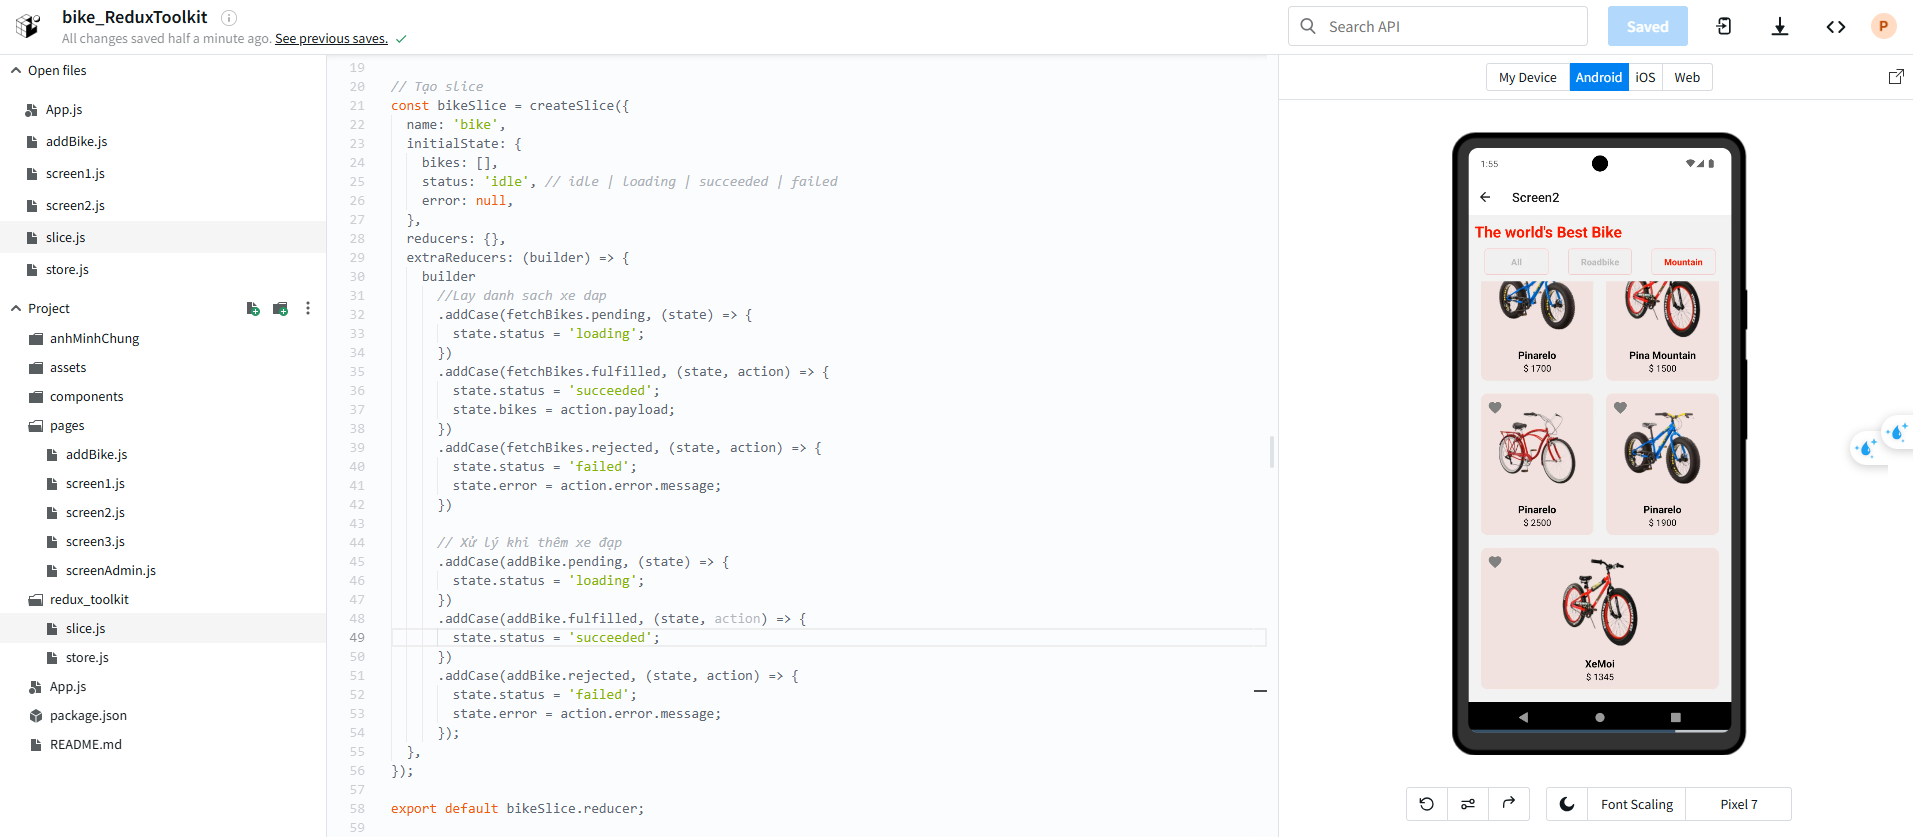 bike_ReduxToolkit
All changes saved half a minute ago. See previous saves.
Search API
Saved
P
Open files
App.js
addBike.js
screen1.js
screen2.js
slice.js
store.js
Project
anhMinhChung
assets
components
pages
addBike.js
screen1.js
screen2.js
screen3.js
screenAdmin.js
redux_toolkit
slice.js
store.js
App.js
package.json
README.md
19
20 // Tạo slice
21 const bikeSlice = createSlice({
22 name: 'bike',
23 initialState: {
24 bikes: [],
25 status: 'idle', // idle | loading | succeeded | failed
26 error: null,
27 },
28 reducers: {},
29 extraReducers: (builder) => {
30 builder
31 //Lay danh sach xe dap
32 .addCase(fetchBikes.pending, (state) => {
33 state.status = 'loading';
34 })
35 .addCase(fetchBikes.fulfilled, (state, action) => {
36 state.status = 'succeeded';
37 state.bikes = action.payload;
38 })
39 .addCase(fetchBikes.rejected, (state, action) => {
40 state.status = 'failed';
41 state.error = action.error.message;
42 })
43
44 // Xử lý khi thêm xe đạp
45 .addCase(addBike.pending, (state) => {
46 state.status = 'loading';
47 })
48 .addCase(addBike.fulfilled, (state, action) => {
49 state.status = 'succeeded';
50 })
51 .addCase(addBike.rejected, (state, action) => {
52 state.status = 'failed';
53 state.error = action.error.message;
54 });
55 },
56 });
57
58 export default bikeSlice.reducer;
59
My Device Android iOS Web
1:55
Screen2
The world's Best Bike
All Roadbike Mountain
Pinarelo
$ 1700
Pina Mountain
$ 1500
Pinarelo
$ 2500
Pinarelo
$ 1900
XeMoi
$ 1345
Font Scaling
Pixel 7